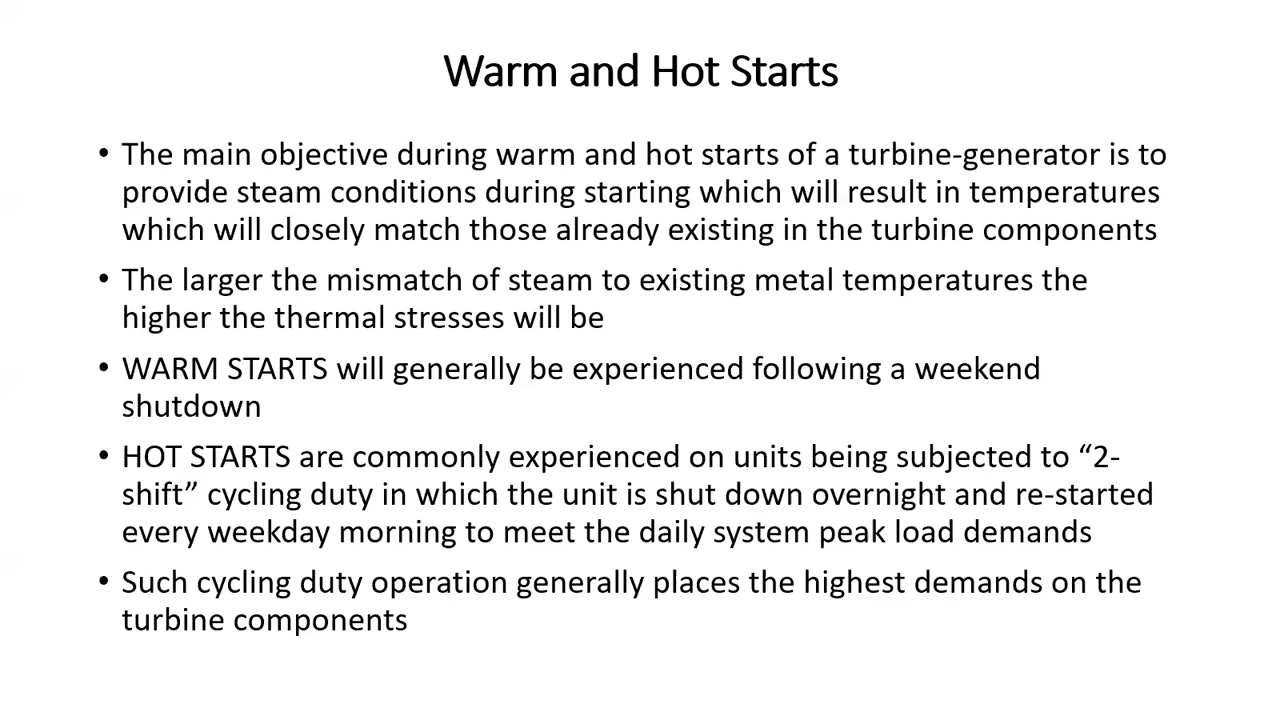 Warm and Hot Starts
• The main objective during warm and hot starts of a turbine-generator is to
provide steam conditions during starting which will result in temperatures
which will closely match those already existing in the turbine components
• The larger the mismatch of steam to existing metal temperatures the
higher the thermal stresses will be
• WARM STARTS will generally be experienced following a weekend
shutdown
• HOT STARTS are commonly experienced on units being subjected to “2-
shift” cycling duty in which the unit is shut down overnight and re-started
every weekday morning to meet the daily system peak load demands
• Such cycling duty operation generally places the highest demands on the
turbine components